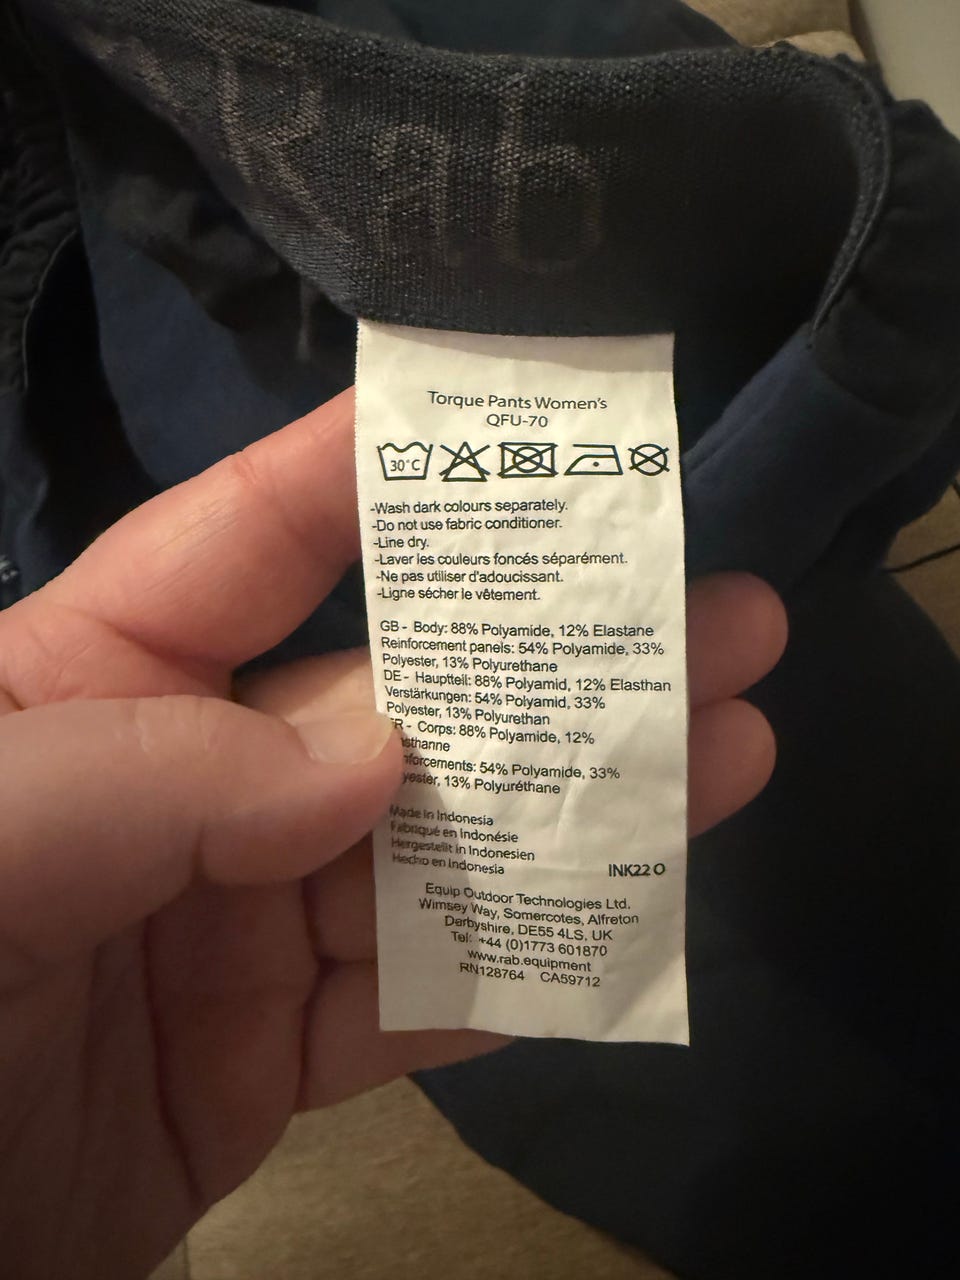 Rab
Torque Pants Women's
QFU-70
30°C
-Wash dark colours separately.
-Do not use fabric conditioner.
-Line dry.
-Laver les couleurs foncés séparément.
-Ne pas utiliser d'adoucissant.
-Ligne sécher le vêtement.
GB - Body: 88% Polyamide, 12% Elastane
Reinforcement panels: 54% Polyamide, 33%
Polyester, 13% Polyurethane
DE - Hauptteil: 88% Polyamid, 12% Elasthan
Verstärkungen: 54% Polyamid, 33%
Polyester, 13% Polyurethan
- Corps: 88% Polyamide, 12%
54% Polyamide, 33%
13% Polyuréthane
Made in Indonesia
Fabriqué en Indonésie
Hergestellt in Indonesien
Hecho en Indonesia
INK22 O
Equip Outdoor Technologies Ltd.
Wimsey Way, Somercotes, Alfreton
Derbyshire, DE55 4LS, UK
Tel: +44 (0)1773 601870
www.rab.equipment
RN128764 CA59712